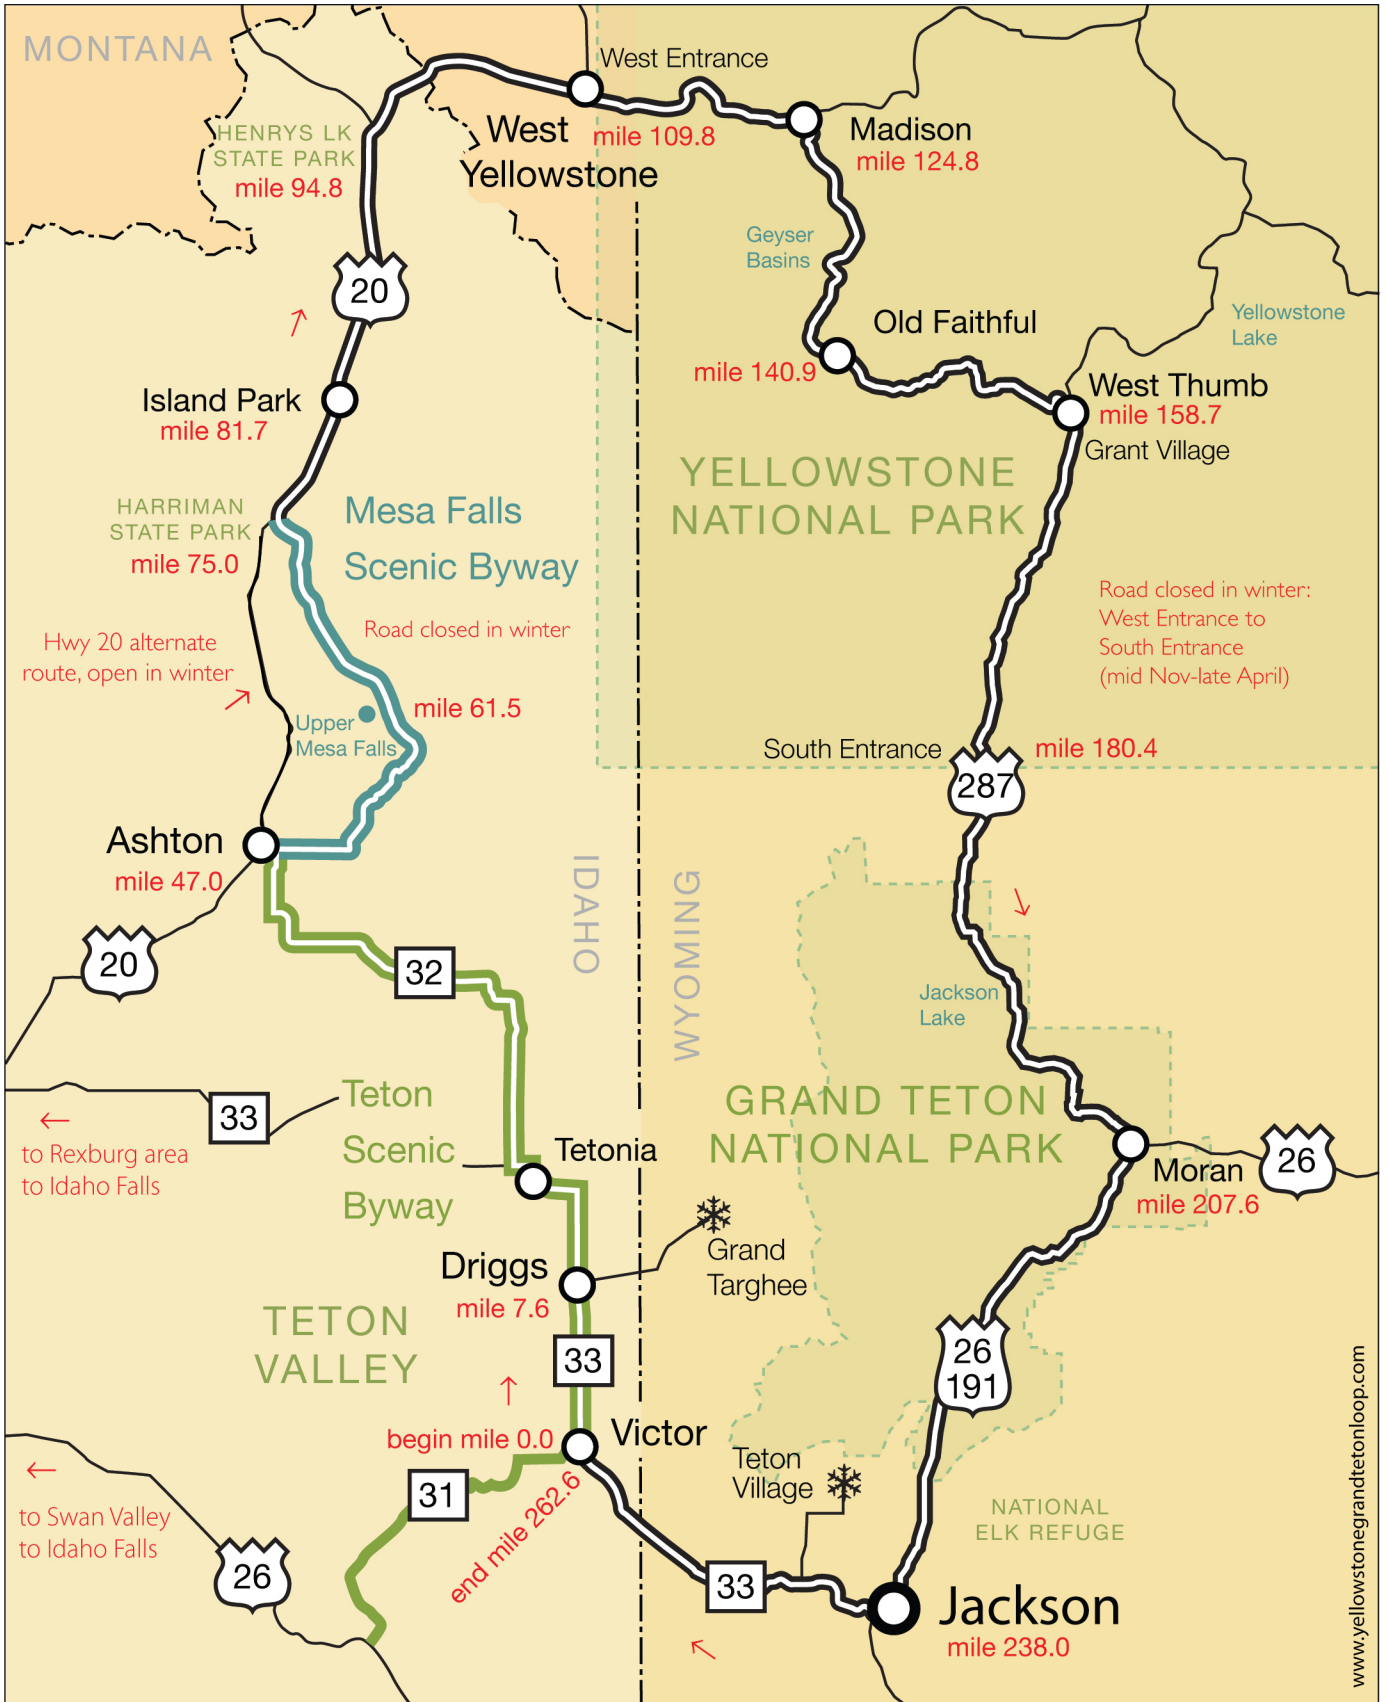 MONTANA
West Entrance
West
Yellowstone
mile 109.8
Madison
mile 124.8
HENRYS LK
STATE PARK
mile 94.8
Geyser
Basins
20
Old Faithful
mile 140.9
Yellowstone
Lake
Island Park
mile 81.7
West Thumb
mile 158.7
Grant Village
YELLOWSTONE
NATIONAL PARK
HARRIMAN
STATE PARK
mile 75.0
Mesa Falls
Scenic Byway
Road closed in winter
Hwy 20 alternate
route, open in winter
Road closed in winter:
West Entrance to
South Entrance
(mid Nov-late April)
Upper
Mesa Falls
mile 61.5
South Entrance
mile 180.4
287
Ashton
mile 47.0
IDAHO
WYOMING
20
32
Jackson
Lake
33
to Rexburg area
to Idaho Falls
Teton
Scenic
Byway
Tetonia
GRAND TETON
NATIONAL PARK
Moran
mile 207.6
26
Grand
Targhee
Driggs
mile 7.6
TETON
VALLEY
33
26
191
begin mile 0.0
Victor
end mile 262.6
31
Teton
Village
to Swan Valley
to Idaho Falls
26
NATIONAL
ELK REFUGE
33
Jackson
mile 238.0
www.yellowstonegrandtetonloop.com